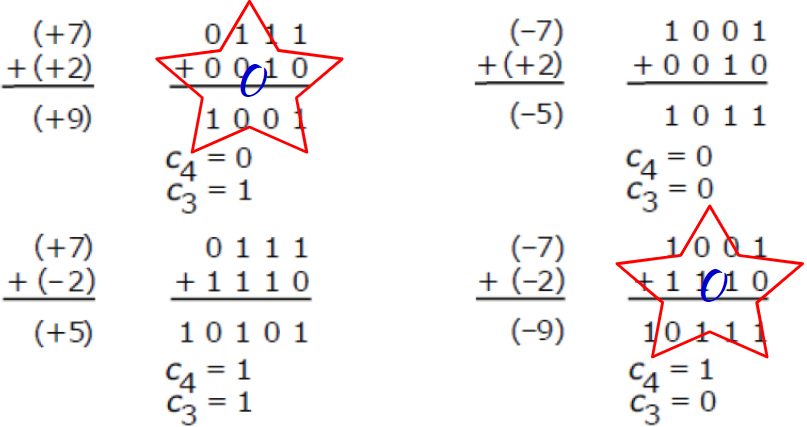 (+7) 0 1 1 1
+ (+2) + 0 0 1 0
O
(+9) 1 0 0 1
c4 = 0
c3 = 1
(−7) 1 0 0 1
+ (+2) + 0 0 1 0
(−5) 1 0 1 1
c4 = 0
c3 = 0
(+7) 0 1 1 1
+ (−2) + 1 1 1 0
(+5) 1 0 1 0 1
c4 = 1
c3 = 1
(−7) 1 0 0 1
+ (−2) + 1 1 1 0
O
(−9) 1 0 1 1 1
c4 = 1
c3 = 0